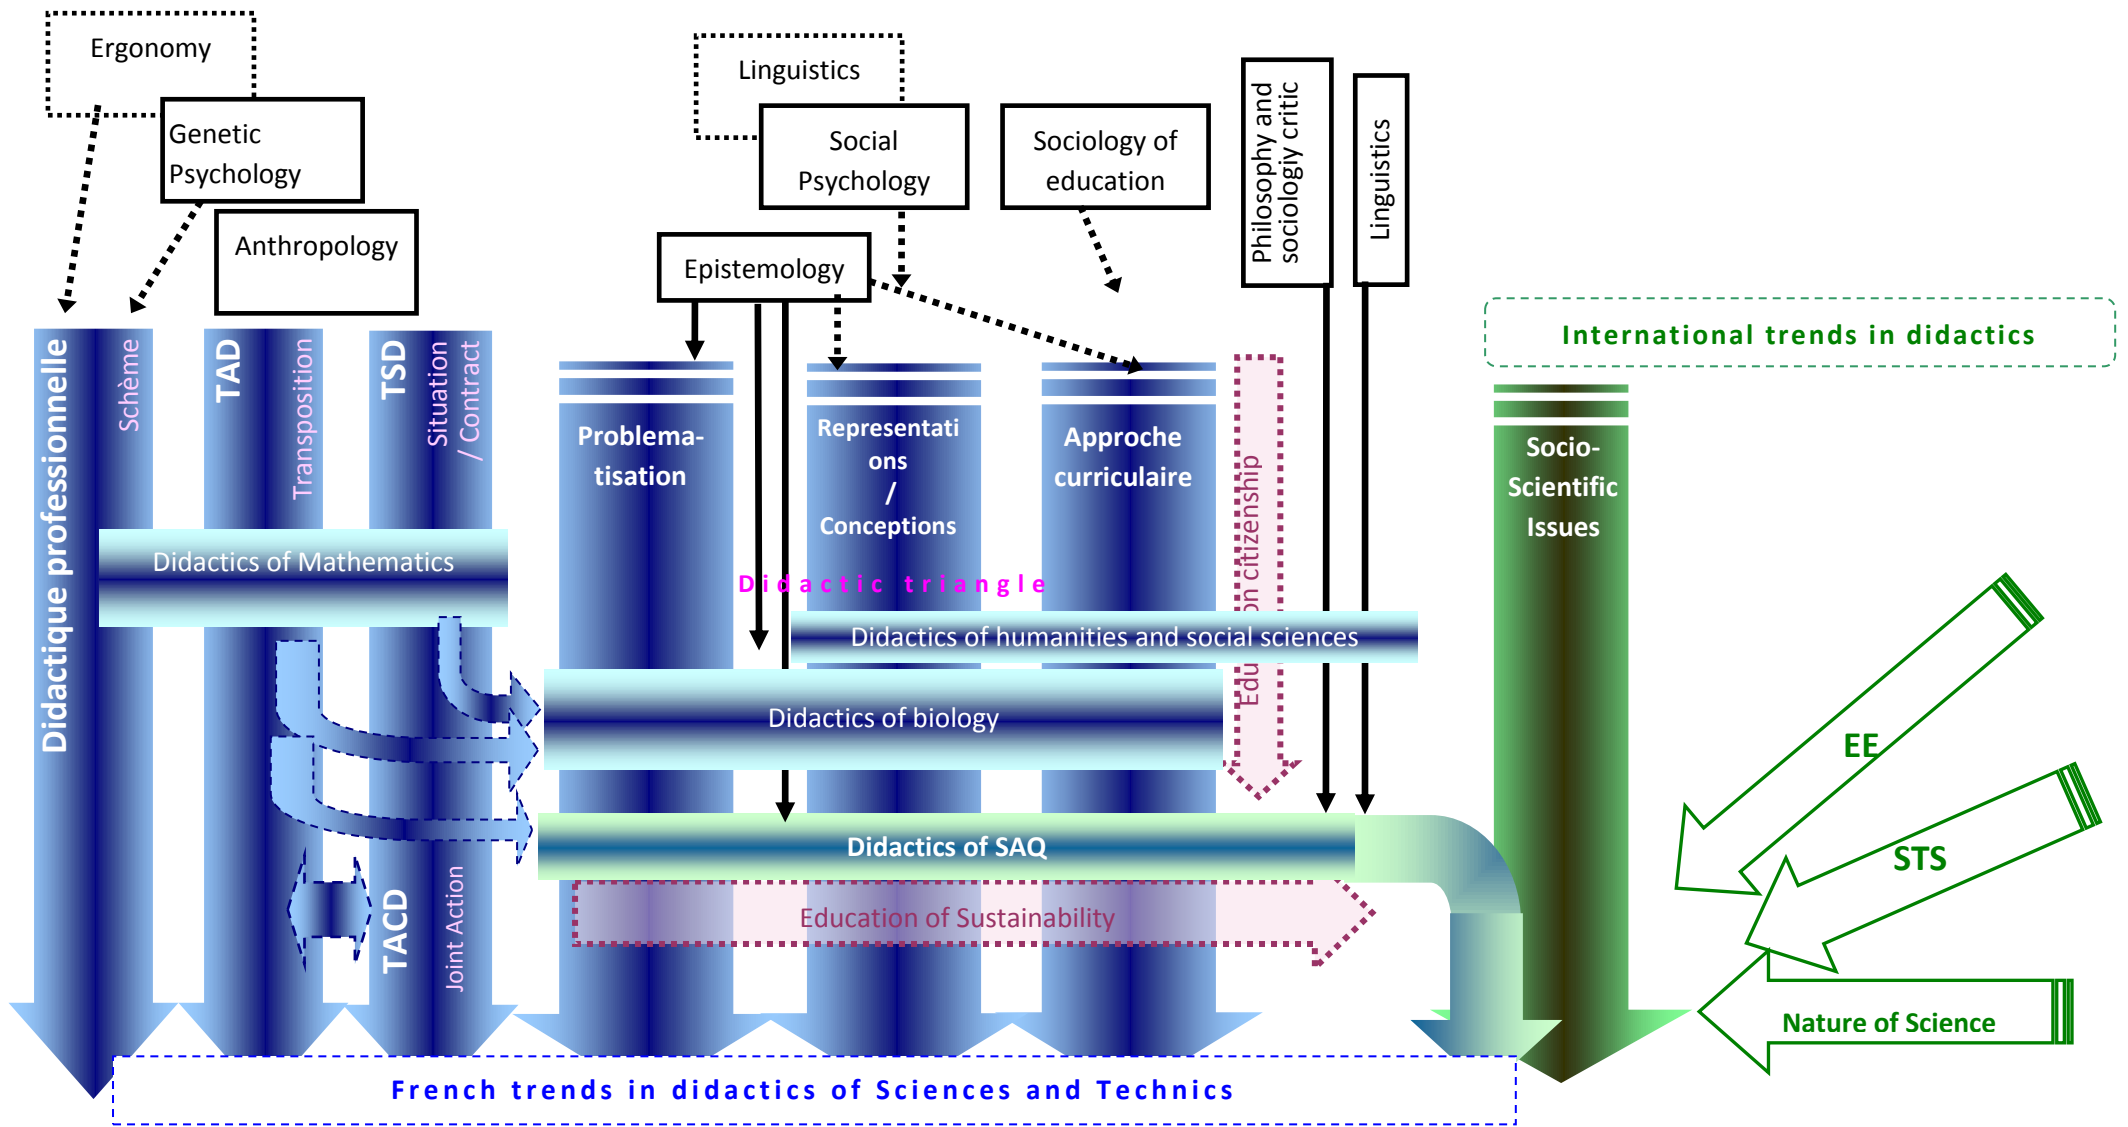 Ergonomy
Genetic
Psychology
Anthropology
Linguistics
Social
Psychology
Epistemology
Sociology of
education
Philosophy and
sociologiy critic
Linguistics
International trends in didactics
Didactique professionnelle
Schème
TAD
Transposition
TSD
Situation
/ Contract
Problema-
tisation
Representati
ons
/
Conceptions
Approche
curriculaire
Education citizenship
Socio-
Scientific
Issues
Didactics of Mathematics
Didactic triangle
Didactics of humanities and social sciences
Didactics of biology
Didactics of SAQ
Education of Sustainability
TACD
Joint Action
EE
STS
Nature of Science
French trends in didactics of Sciences and Technics